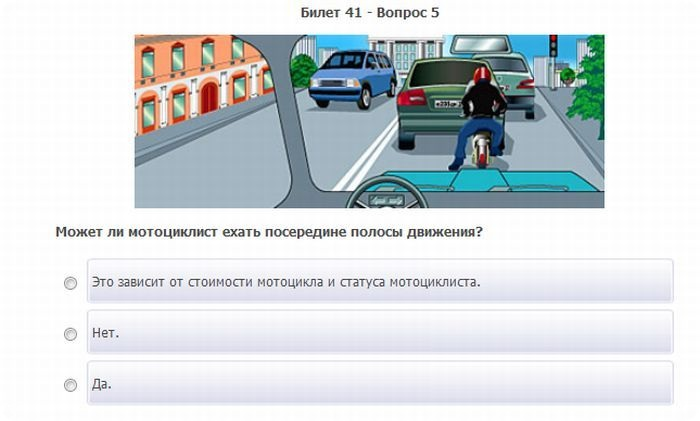 Билет 41 - Вопрос 5
Может ли мотоциклист ехать посередине полосы движения?
Это зависит от стоимости мотоцикла и статуса мотоциклиста.
Нет.
Да.